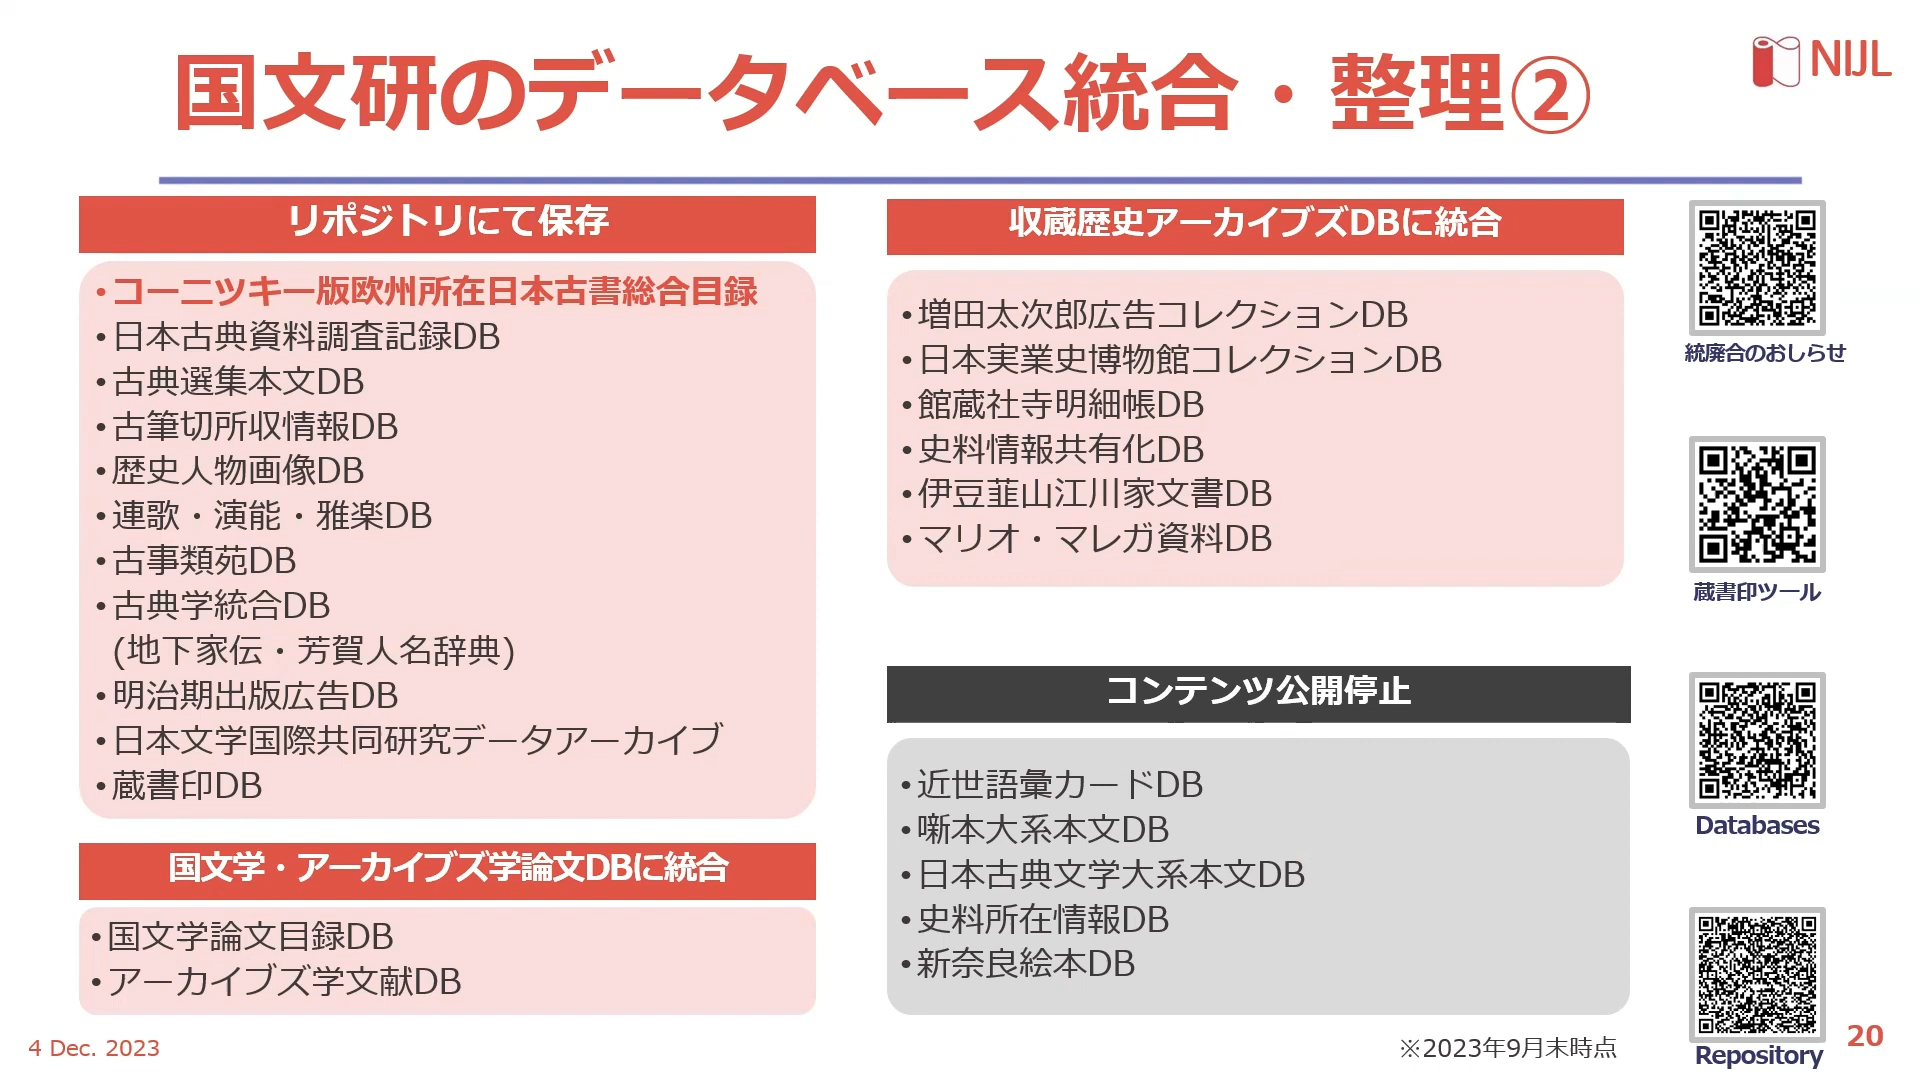 国文研のデータベース統合・整理②
NIJL
リポジトリにて保存
•コーニツキー版欧州所在日本古書総合目録
•日本古典資料調査記録DB
•古典選集本文DB
•古筆切所収情報DB
•歴史人物画像DB
•連歌・演能・雅楽DB
•古事類苑DB
•古典学統合DB
(地下家伝・芳賀人名辞典)
•明治期出版広告DB
•日本文学国際共同研究データアーカイブ
•蔵書印DB
国文学・アーカイブズ学論文DBに統合
•国文学論文目録DB
•アーカイブズ学文献DB
収蔵歴史アーカイブズDBに統合
•増田太次郎広告コレクションDB
•日本実業史博物館コレクションDB
•館蔵社寺明細帳DB
•史料情報共有化DB
•伊豆韮山江川家文書DB
•マリオ・マレガ資料DB
コンテンツ公開停止
•近世語彙カードDB
•噺本大系本文DB
•日本古典文学大系本文DB
•史料所在情報DB
•新奈良絵本DB
統廃合のおしらせ
蔵書印ツール
Databases
Repository
4 Dec. 2023
※2023年9月末時点
20